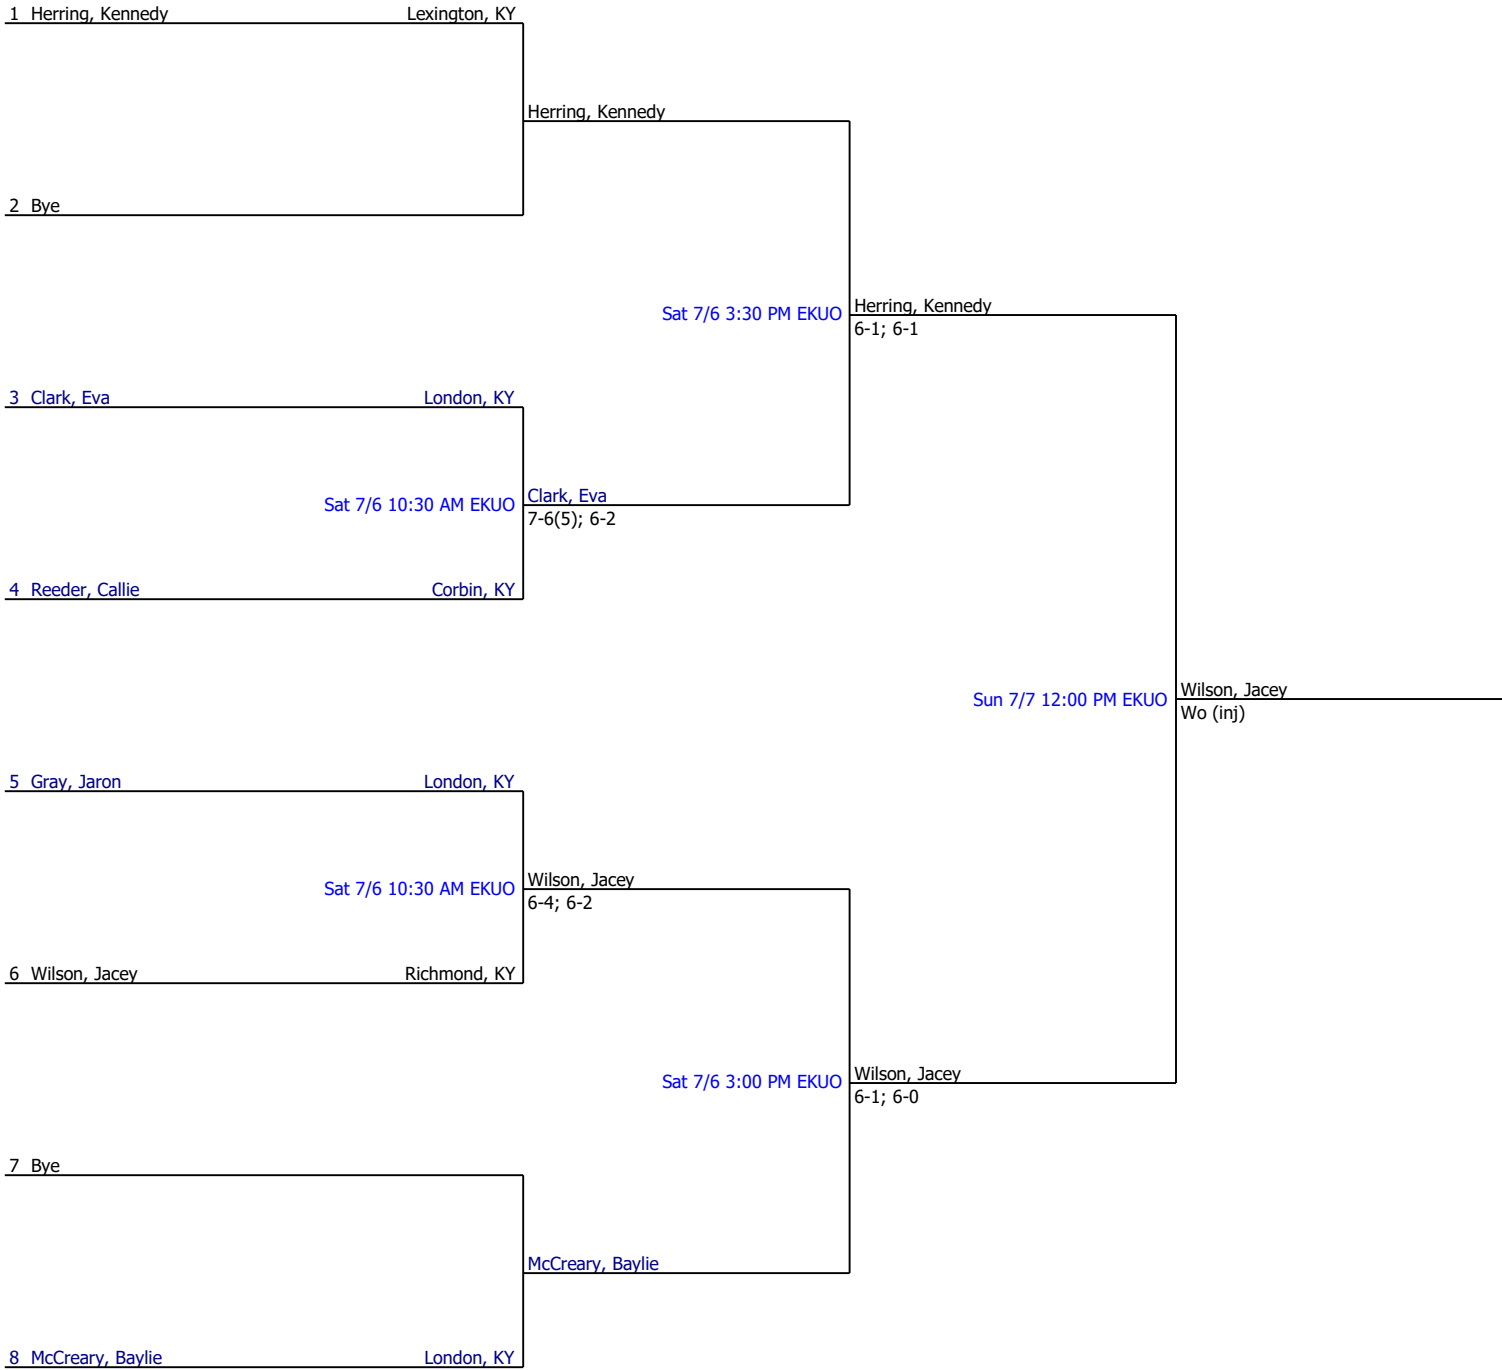 1 Herring, Kennedy Lexington, KY
Herring, Kennedy
2 Bye
Sat 7/6 3:30 PM EKUO Herring, Kennedy
6-1; 6-1
3 Clark, Eva London, KY
Sat 7/6 10:30 AM EKUO Clark, Eva
7-6(5); 6-2
4 Reeder, Callie Corbin, KY
Sun 7/7 12:00 PM EKUO Wilson, Jacey
Wo (inj)
5 Gray, Jaron London, KY
Sat 7/6 10:30 AM EKUO Wilson, Jacey
6-4; 6-2
6 Wilson, Jacey Richmond, KY
Sat 7/6 3:00 PM EKUO Wilson, Jacey
6-1; 6-0
7 Bye
McCreary, Baylie
8 McCreary, Baylie London, KY